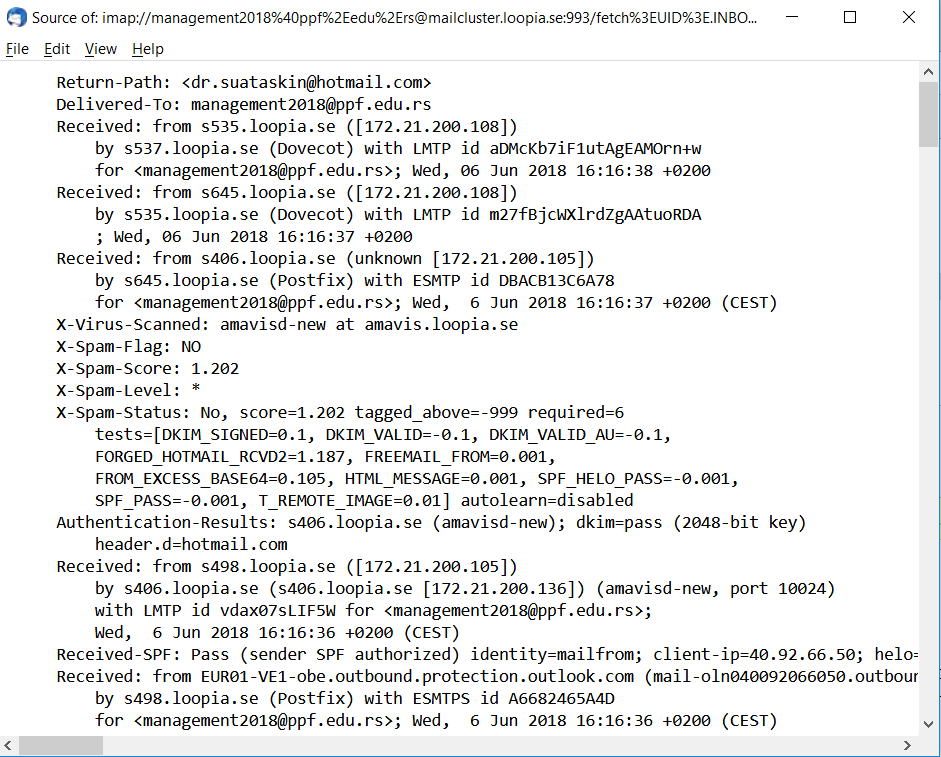 Source of: imap://management2018%40ppf%2Eedu%2Ers@mailcluster.loopia.se:993/fetch%3EUID%3E.INBO...
File Edit View Help
Return-Path: <dr.suataskin@hotmail.com>
Delivered-To: management2018@ppf.edu.rs
Received: from s535.loopia.se ([172.21.200.108])
by s537.loopia.se (Dovecot) with LMTP id aDMcKb7iF1utAgEAMOrn+w
for <management2018@ppf.edu.rs>; Wed, 06 Jun 2018 16:16:38 +0200
Received: from s645.loopia.se ([172.21.200.108])
by s535.loopia.se (Dovecot) with LMTP id m27fBjcWXlrdZgAAtuoRDA
; Wed, 06 Jun 2018 16:16:37 +0200
Received: from s406.loopia.se (unknown [172.21.200.105])
by s645.loopia.se (Postfix) with ESMTP id DBACB13C6A78
for <management2018@ppf.edu.rs>; Wed,  6 Jun 2018 16:16:37 +0200 (CEST)
X-Virus-Scanned: amavisd-new at amavis.loopia.se
X-Spam-Flag: NO
X-Spam-Score: 1.202
X-Spam-Level: *
X-Spam-Status: No, score=1.202 tagged_above=-999 required=6
tests=[DKIM_SIGNED=0.1, DKIM_VALID=-0.1, DKIM_VALID_AU=-0.1,
FORGED_HOTMAIL_RCVD2=1.187, FREEMAIL_FROM=0.001,
FROM_EXCESS_BASE64=0.105, HTML_MESSAGE=0.001, SPF_HELO_PASS=-0.001,
SPF_PASS=-0.001, T_REMOTE_IMAGE=0.01] autolearn=disabled
Authentication-Results: s406.loopia.se (amavisd-new); dkim=pass (2048-bit key)
header.d=hotmail.com
Received: from s498.loopia.se ([172.21.200.105])
by s406.loopia.se (s406.loopia.se [172.21.200.136]) (amavisd-new, port 10024)
with LMTP id vdax07sLIF5W for <management2018@ppf.edu.rs>;
Wed,  6 Jun 2018 16:16:36 +0200 (CEST)
Received-SPF: Pass (sender SPF authorized) identity=mailfrom; client-ip=40.92.66.50; helo=
Received: from EUR01-VE1-obe.outbound.protection.outlook.com (mail-oln040092066050.outbour
by s498.loopia.se (Postfix) with ESMTPS id A6682465A4D
for <management2018@ppf.edu.rs>; Wed,  6 Jun 2018 16:16:36 +0200 (CEST)